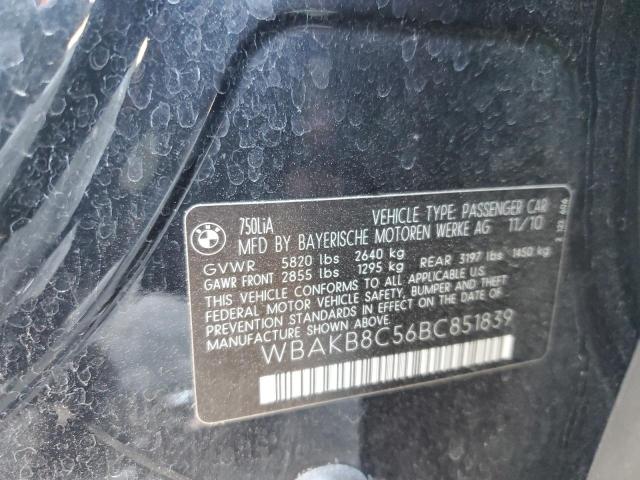 BMW
750LiA
VEHICLE TYPE: PASSENGER CAR
MFD BY BAYERISCHE MOTOREN WERKE AG 11/10
GVWR 5820 lbs 2640 kg
GAWR FRONT 2855 lbs 1295 kg REAR 3197 lbs 1450 kg
THIS VEHICLE CONFORMS TO ALL APPLICABLE U.S.
FEDERAL MOTOR VEHICLE SAFETY, BUMPER AND THEFT
PREVENTION STANDARDS IN EFFECT ON THE DATE OF
MANUFACTURE SHOWN ABOVE.
WBAKB8C56BC851839